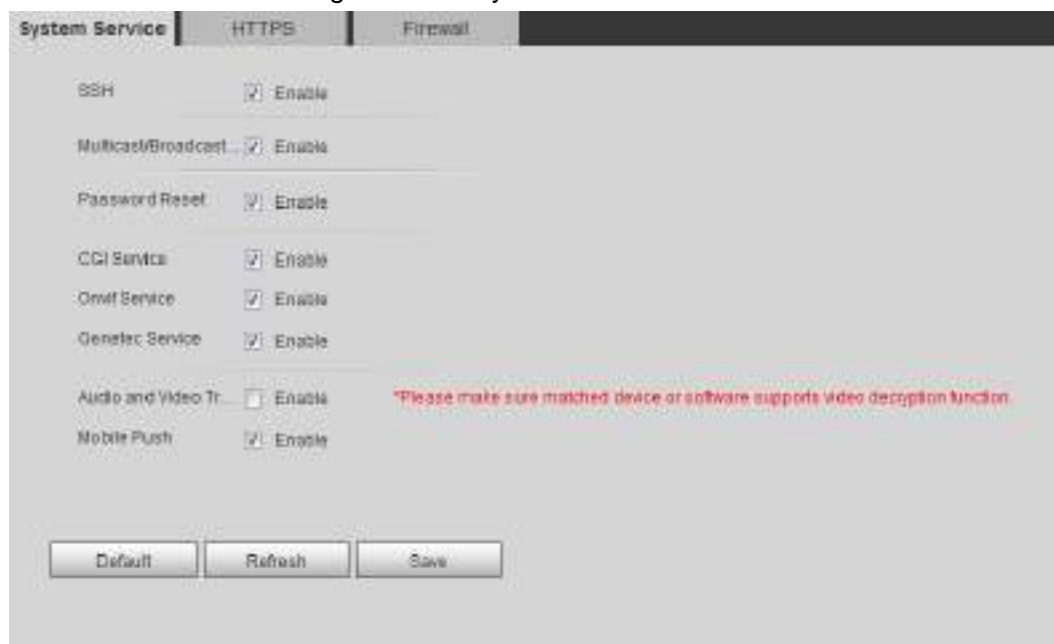 System Service HTTPS Firewall
SSH Enable
Multicast/Broadcast... Enable
Password Reset Enable
CGI Service Enable
Onvif Service Enable
Genetec Service Enable
Audio and Video Tr... Enable *Please make sure matched device or software supports video decryption function.
Mobile Push Enable
Default Refresh Save